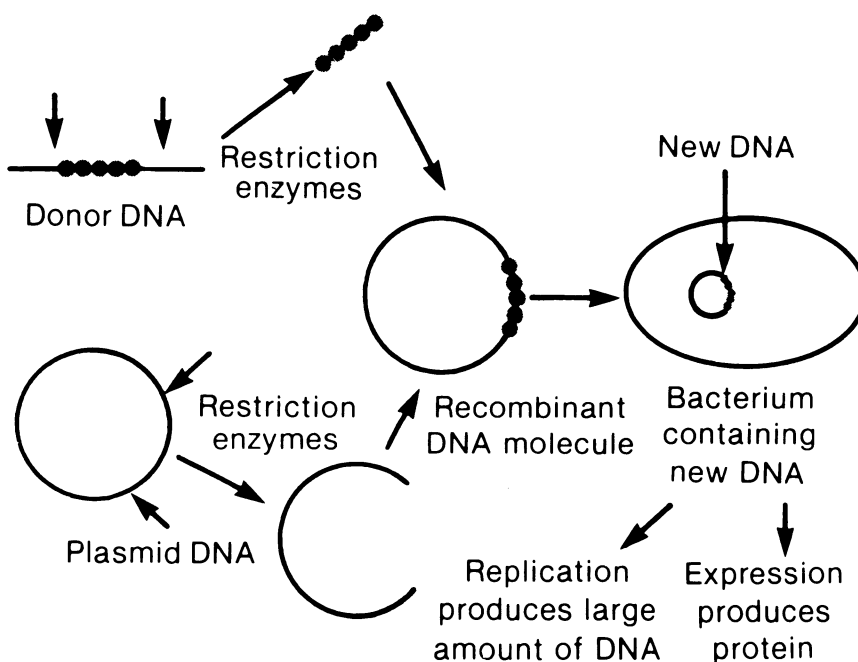 Restriction
enzymes
Donor DNA
New DNA
Restriction
enzymes
Plasmid DNA
Recombinant
DNA molecule
Bacterium
containing
new DNA
Replication
produces large
amount of DNA
Expression
produces
protein